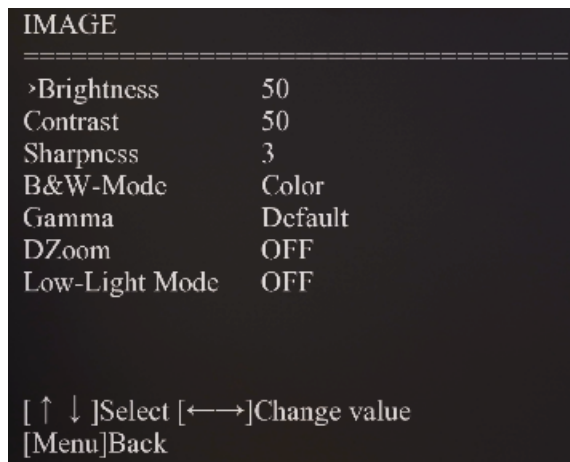 IMAGE
==================================
›Brightness 50
Contrast 50
Sharpness 3
B&W-Mode Color
Gamma Default
DZoom OFF
Low-Light Mode OFF
[↑ ↓]Select [←→]Change value
[Menu]Back